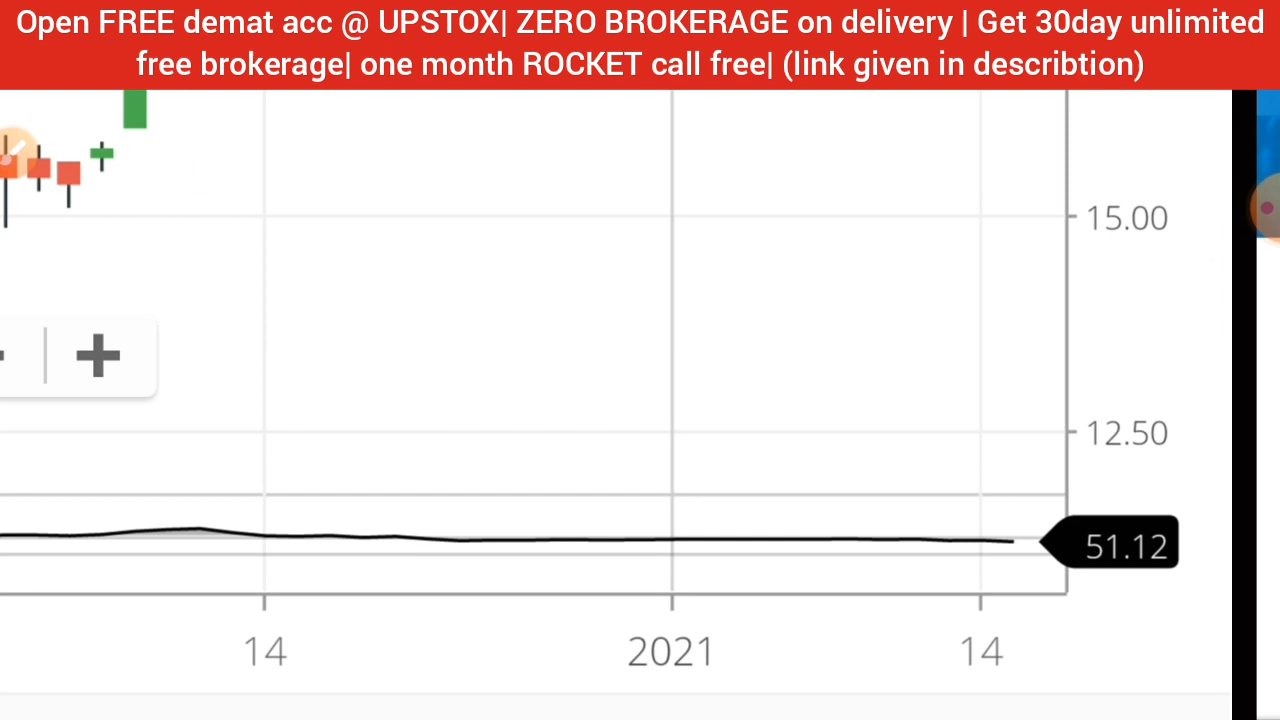 Open FREE demat acc @ UPSTOX| ZERO BROKERAGE on delivery | Get 30day unlimited
free brokerage| one month ROCKET call free| (link given in describtion)
15.00
12.50
51.12
14 2021 14